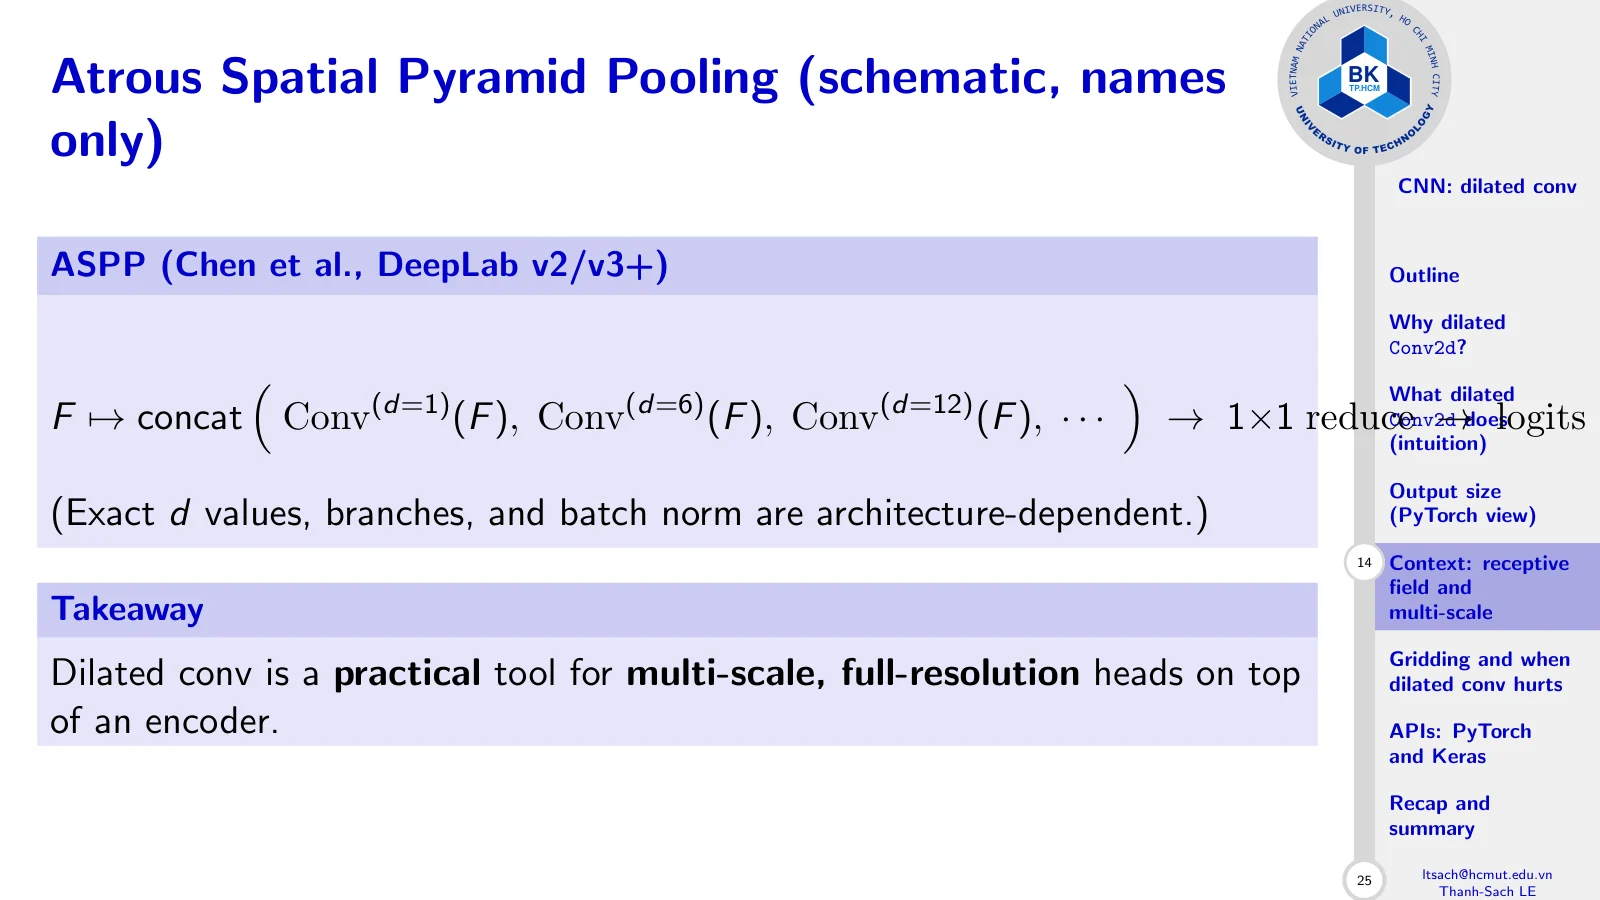 Atrous Spatial Pyramid Pooling (schematic, names
only)
ASPP (Chen et al., DeepLab v2/v3+)
F ↦ concat( Conv^(d=1)(F), Conv^(d=6)(F), Conv^(d=12)(F), ⋯ ) → 1×1 reduce → logits
(Exact d values, branches, and batch norm are architecture-dependent.)
Takeaway
Dilated conv is a practical tool for multi-scale, full-resolution heads on top
of an encoder.
VIETNAM NATIONAL UNIVERSITY, HO CHI MINH CITY
UNIVERSITY OF TECHNOLOGY
BK
TP.HCM
CNN: dilated conv
Outline
Why dilated
Conv2d?
What dilated
Conv2d does
(intuition)
Output size
(PyTorch view)
14
Context: receptive
field and
multi-scale
Gridding and when
dilated conv hurts
APIs: PyTorch
and Keras
Recap and
summary
25
ltsach@hcmut.edu.vn
Thanh-Sach LE